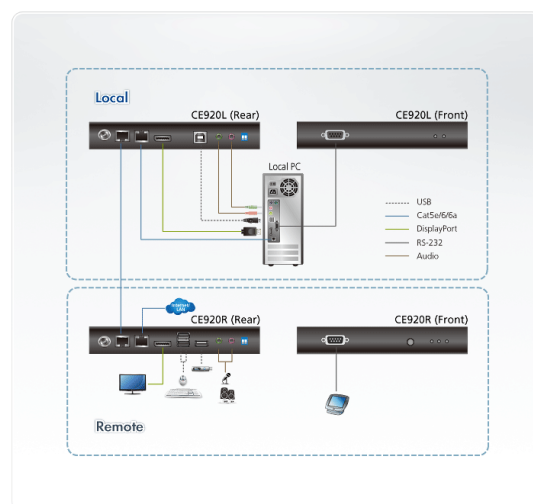 Local
CE920L (Rear)
CE920L (Front)
Local PC
USB
Cat5e/6/6a
DisplayPort
RS-232
Audio
LAN
CE920R (Rear)
CE920R (Front)
Remote